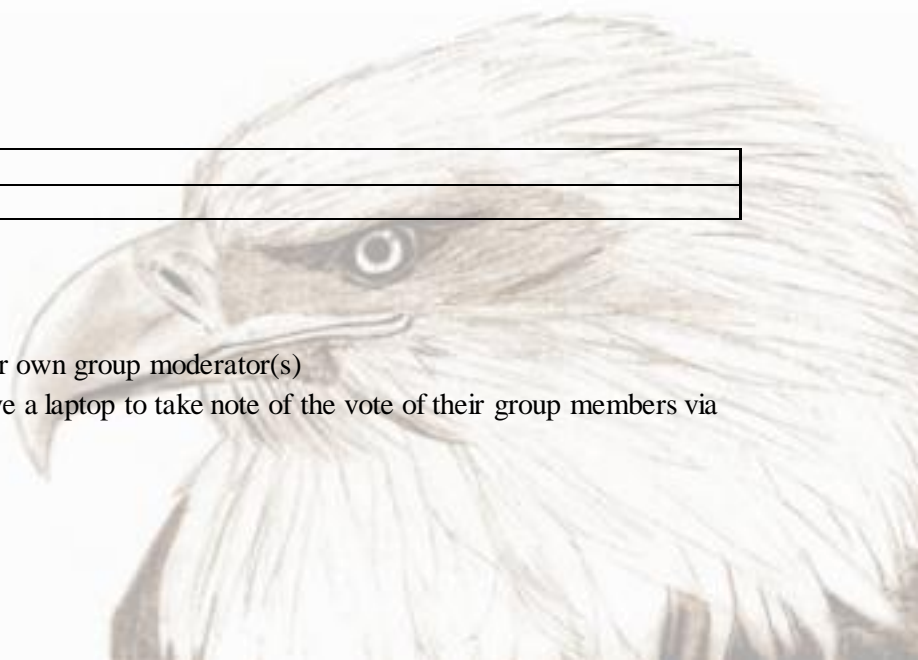 r own group moderator(s)
e a laptop to take note of the vote of their group members via